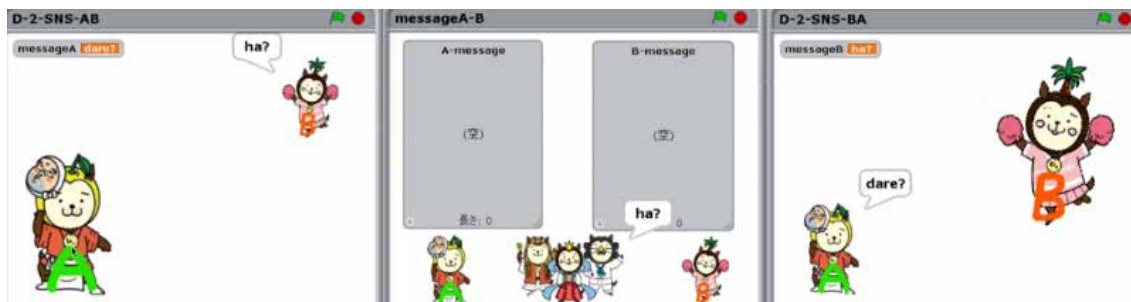 D-2-SNS-AB
messageA dare?
ha?
B
A
messageA-B
A-message
(空)
長さ: 0
B-message
(空)
0
ha?
A
B
D-2-SNS-BA
messageB ha?
B
dare?
A